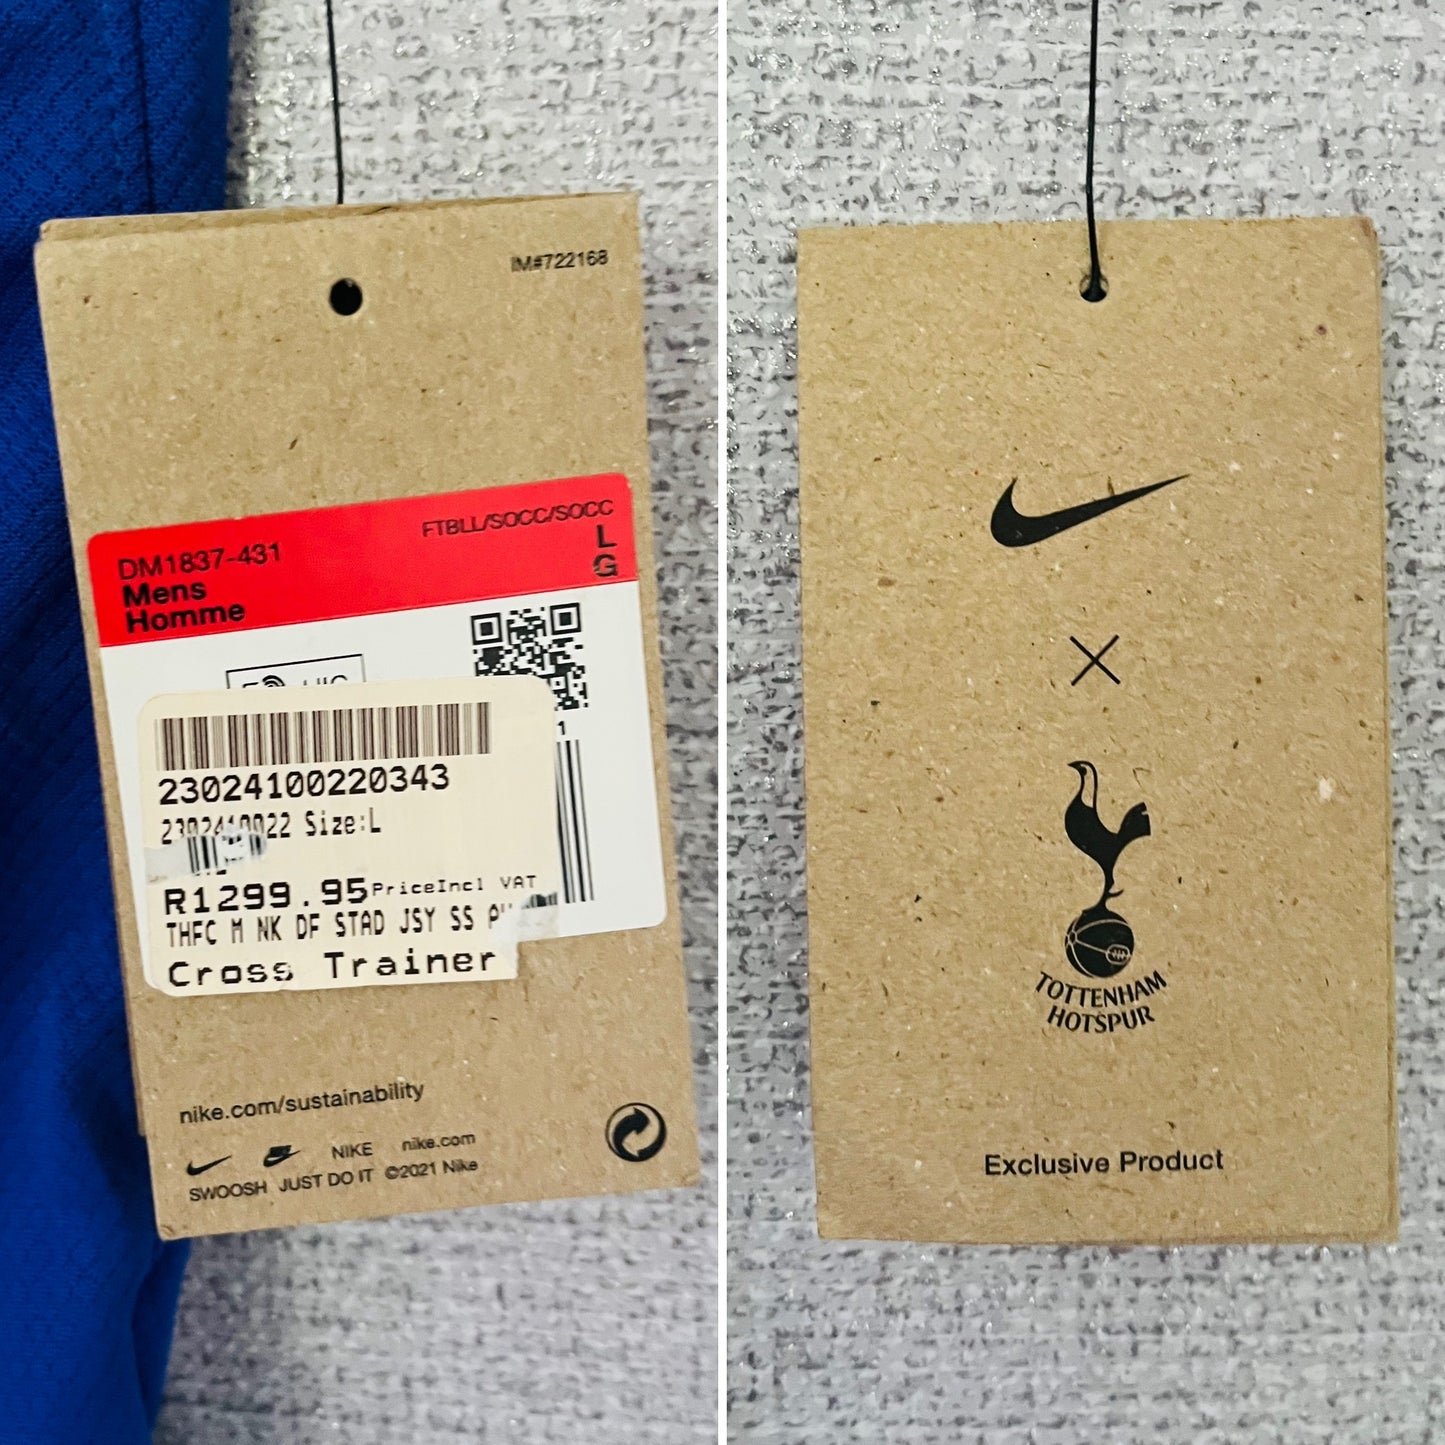 IM#722168
FTBLL/SOCC/SOCC
L
G
DM1837-431
Mens
Homme
1
23024100220343
2302410022 Size:L
R1299.95 PriceIncl VAT
THFC M NK DF STAD JSY SS
Cross Trainer
nike.com/sustainability
NIKE nike.com
SWOOSH JUST DO IT ©2021 Nike
TOTTENHAM
HOTSPUR
Exclusive Product